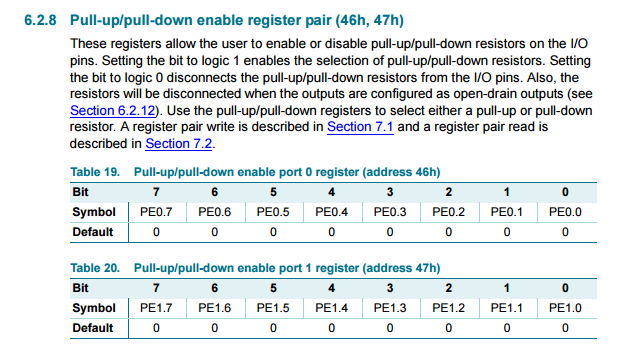 6.2.8 Pull-up/pull-down enable register pair (46h, 47h)
These registers allow the user to enable or disable pull-up/pull-down resistors on the I/O
pins. Setting the bit to logic 1 enables the selection of pull-up/pull-down resistors. Setting
the bit to logic 0 disconnects the pull-up/pull-down resistors from the I/O pins. Also, the
resistors will be disconnected when the outputs are configured as open-drain outputs (see
Section 6.2.12). Use the pull-up/pull-down registers to select either a pull-up or pull-down
resistor. A register pair write is described in Section 7.1 and a register pair read is
described in Section 7.2.
Table 19. Pull-up/pull-down enable port 0 register (address 46h)
Bit 7 6 5 4 3 2 1 0
Symbol PE0.7 PE0.6 PE0.5 PE0.4 PE0.3 PE0.2 PE0.1 PE0.0
Default 0 0 0 0 0 0 0 0
Table 20. Pull-up/pull-down enable port 1 register (address 47h)
Bit 7 6 5 4 3 2 1 0
Symbol PE1.7 PE1.6 PE1.5 PE1.4 PE1.3 PE1.2 PE1.1 PE1.0
Default 0 0 0 0 0 0 0 0